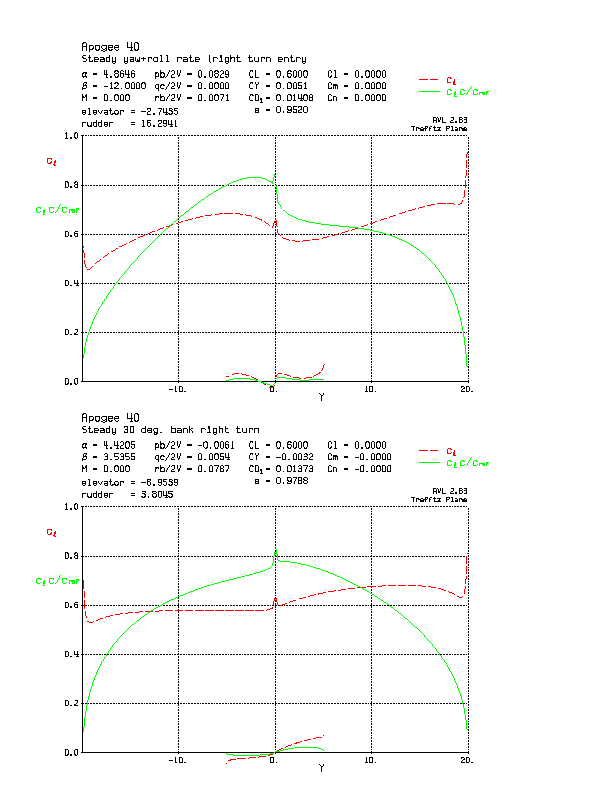 Apogee 40
Steady yaw+roll rate (right turn entry
α = 4.8646 pb/2V = 0.0829 CL = 0.6000 Cl = 0.0000
β = -12.0000 qc/2V = 0.0000 CY = 0.0051 Cm = 0.0000
M = 0.000 rb/2V = 0.0071 CDi = 0.01408 Cn = 0.0000
elevator = -2.7455 e = 0.9520
rudder = 16.2941
Cℓ
Cℓ C/Cref
AVL 2.83
Trefftz Plane
1.0
Cℓ
0.8
Cℓ C/Cref
0.6
0.4
0.2
0.0
-10. 0. 10. 20.
Y
Apogee 40
Steady 30 deg. bank right turn
α = 4.4205 pb/2V = -0.0061 CL = 0.6000 Cl = 0.0000
β = 3.5355 qc/2V = 0.0054 CY = -0.0032 Cm = -0.0000
M = 0.000 rb/2V = 0.0767 CDi = 0.01373 Cn = -0.0000
elevator = -6.9559 e = 0.9788
rudder = 3.8045
Cℓ
Cℓ C/Cref
AVL 2.83
Trefftz Plane
1.0
Cℓ
0.8
Cℓ C/Cref
0.6
0.4
0.2
0.0
-10. 0. 10. 20.
Y